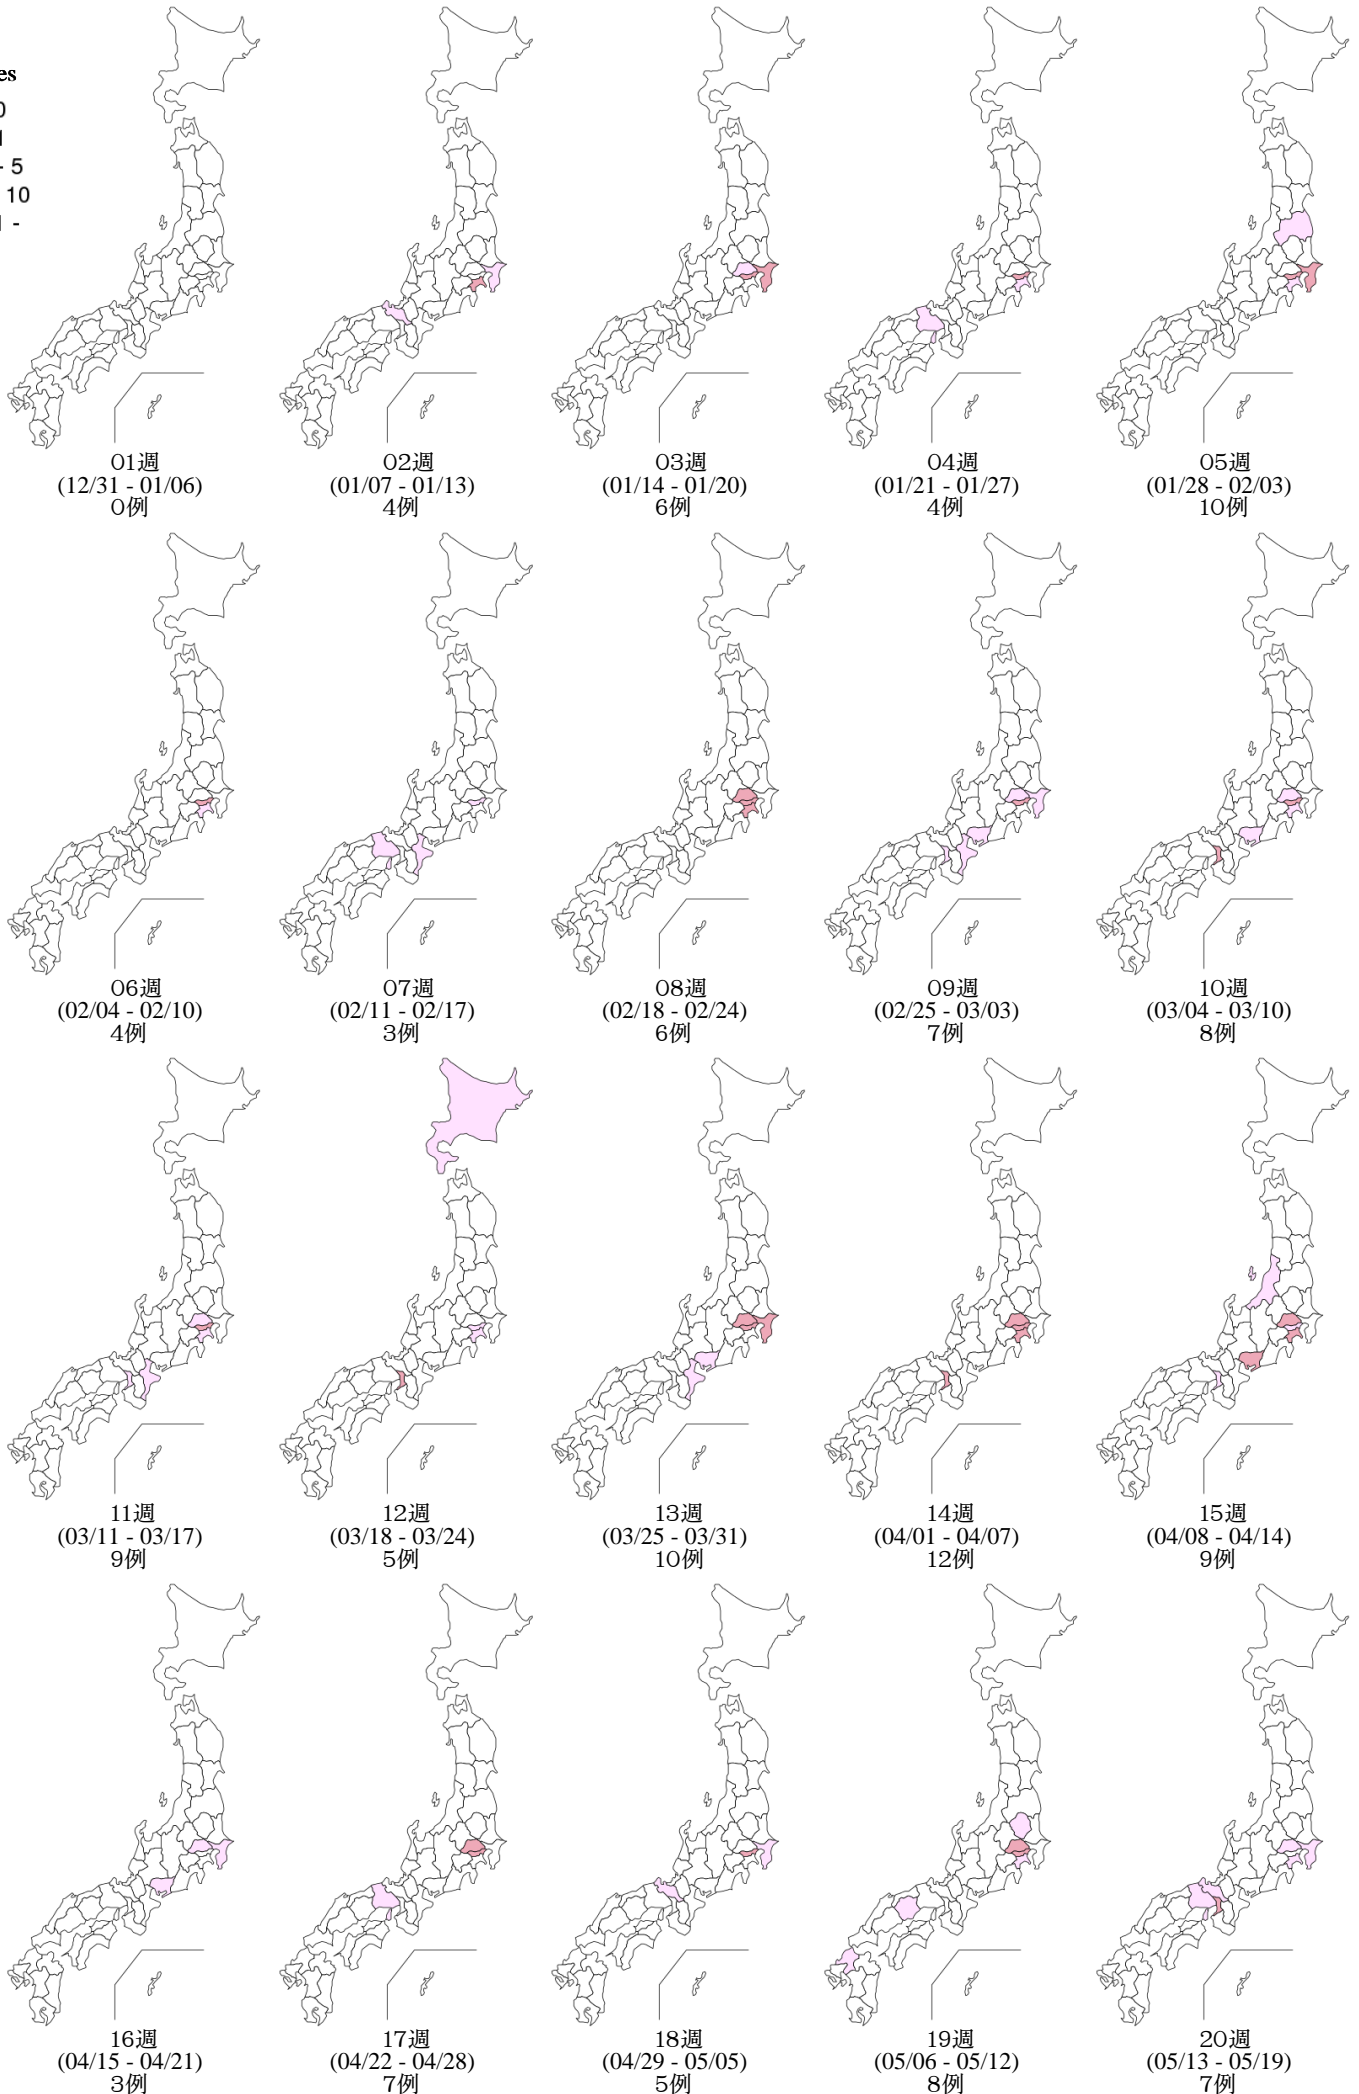 es
0
1
- 5
10
1 -
01週
(12/31 - 01/06)
0例
02週
(01/07 - 01/13)
4例
03週
(01/14 - 01/20)
6例
04週
(01/21 - 01/27)
4例
05週
(01/28 - 02/03)
10例
06週
(02/04 - 02/10)
4例
07週
(02/11 - 02/17)
3例
08週
(02/18 - 02/24)
6例
09週
(02/25 - 03/03)
7例
10週
(03/04 - 03/10)
8例
11週
(03/11 - 03/17)
9例
12週
(03/18 - 03/24)
5例
13週
(03/25 - 03/31)
10例
14週
(04/01 - 04/07)
12例
15週
(04/08 - 04/14)
9例
16週
(04/15 - 04/21)
3例
17週
(04/22 - 04/28)
7例
18週
(04/29 - 05/05)
5例
19週
(05/06 - 05/12)
8例
20週
(05/13 - 05/19)
7例